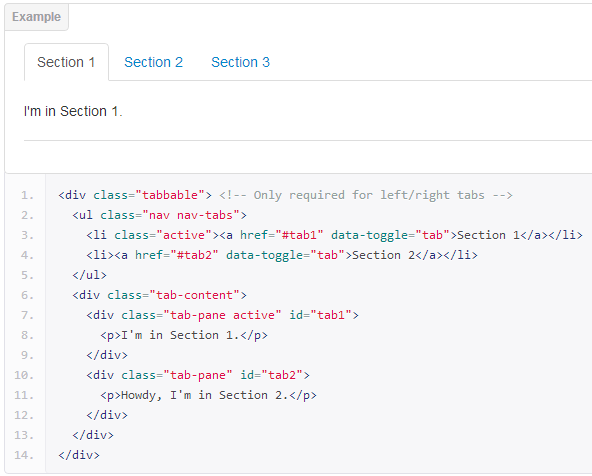 Example
Section 1 Section 2 Section 3
I'm in Section 1.
1. <div class="tabbable"> <!-- Only required for left/right tabs -->
2. <ul class="nav nav-tabs">
3. <li class="active"><a href="#tab1" data-toggle="tab">Section 1</a></li>
4. <li><a href="#tab2" data-toggle="tab">Section 2</a></li>
5. </ul>
6. <div class="tab-content">
7. <div class="tab-pane active" id="tab1">
8. <p>I'm in Section 1.</p>
9. </div>
10. <div class="tab-pane" id="tab2">
11. <p>Howdy, I'm in Section 2.</p>
12. </div>
13. </div>
14. </div>